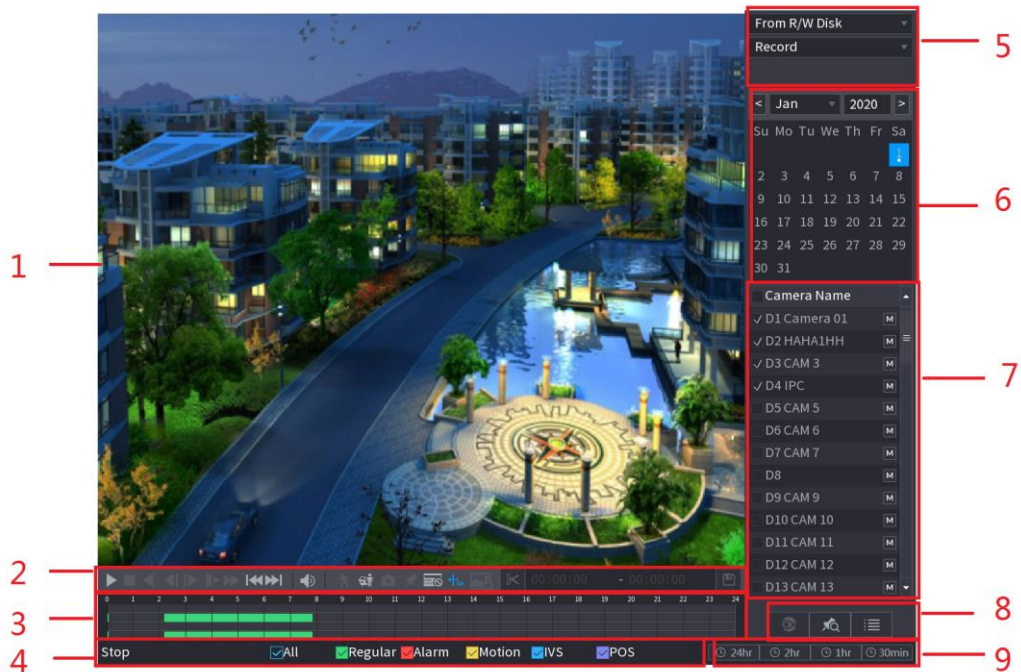 From R/W Disk
Record
5
< Jan 2020 >
Su Mo Tu We Th Fr Sa
1
2 3 4 5 6 7 8
9 10 11 12 13 14 15
16 17 18 19 20 21 22
23 24 25 26 27 28 29
30 31
6
1
Camera Name
D1 Camera 01 M
D2 HAHA1HH M
D3 CAM 3 M
D4 IPC M
D5 CAM 5 M
D6 CAM 6 M
D7 CAM 7 M
D8 M
D9 CAM 9 M
D10 CAM 10 M
D11 CAM 11 M
D12 CAM 12 M
D13 CAM 13 M
7
2
00:00:00 - 00:00:00
0 1 2 3 4 5 6 7 8 9 10 11 12 13 14 15 16 17 18 19 20 21 22 23 24
3
8
4
Stop All Regular Alarm Motion IVS POS
24hr 2hr 1hr 30min
9